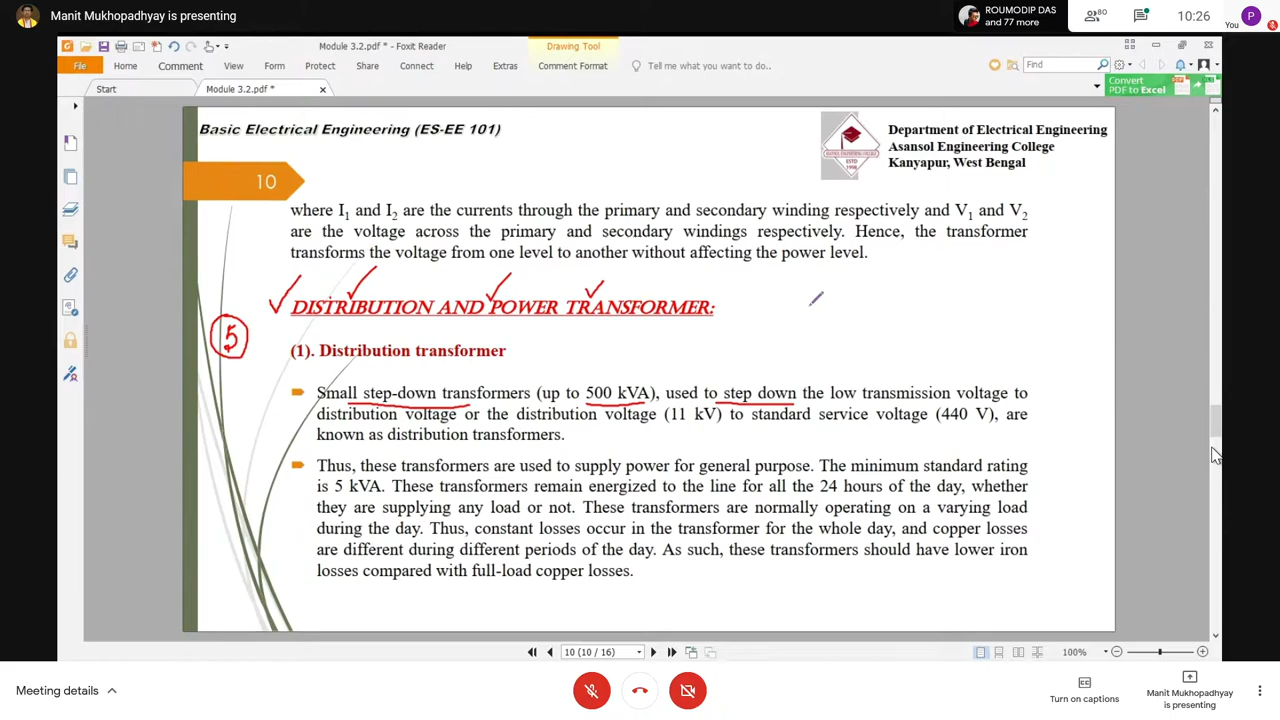 Manit Mukhopadhyay is presenting
ROUMODIP DAS
and 77 more
80
10:26
P
You
Module 3.2.pdf * - Foxit Reader
Drawing Tool
File
Home
Comment
View
Form
Protect
Share
Connect
Help
Extras
Comment Format
Tell me what you want to do..
Find
Start
Module 3.2.pdf *
Convert
PDF to Excel
Basic Electrical Engineering (ES-EE 101)
Department of Electrical Engineering
Asansol Engineering College
Kanyapur, West Bengal
10
where I1 and I2 are the currents through the primary and secondary winding respectively and V1 and V2
are the voltage across the primary and secondary windings respectively. Hence, the transformer
transforms the voltage from one level to another without affecting the power level.
DISTRIBUTION AND POWER TRANSFORMER:
5
(1). Distribution transformer
Small step-down transformers (up to 500 kVA), used to step down the low transmission voltage to
distribution voltage or the distribution voltage (11 kV) to standard service voltage (440 V), are
known as distribution transformers.
Thus, these transformers are used to supply power for general purpose. The minimum standard rating
is 5 kVA. These transformers remain energized to the line for all the 24 hours of the day, whether
they are supplying any load or not. These transformers are normally operating on a varying load
during the day. Thus, constant losses occur in the transformer for the whole day, and copper losses
are different during different periods of the day. As such, these transformers should have lower iron
losses compared with full-load copper losses.
10 (10 / 16)
100%
Meeting details
Turn on captions
Manit Mukhopadhyay
is presenting